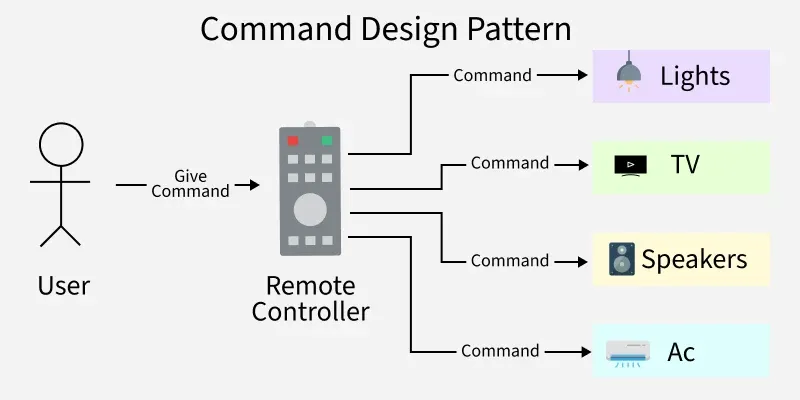 Command Design Pattern
Command
Lights
Command
TV
Give
Command
User
Remote
Controller
Command
Speakers
Command
Ac